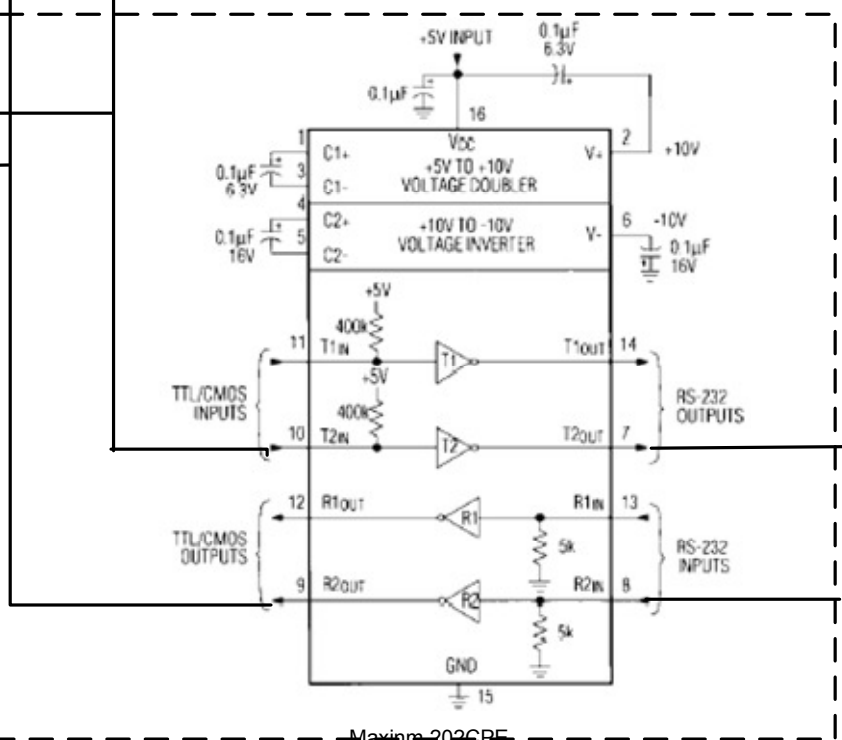 +5V INPUT
0.1μF
6.3V
0.1μF
16
VCC
+5V TO +10V
VOLTAGE DOUBLER
1
C1+
3
C1-
0.1μF
6.3V
V+
2
+10V
4
C2+
5
C2-
0.1μF
16V
+10V TO -10V
VOLTAGE INVERTER
V-
6
-10V
0.1μF
16V
+5V
400k
11
T1IN
T1
T1OUT
14
+5V
400k
TTL/CMOS
INPUTS
RS-232
OUTPUTS
10
T2IN
T2
T2OUT
7
12
R1OUT
R1
R1IN
13
5k
TTL/CMOS
OUTPUTS
RS-232
INPUTS
9
R2OUT
R2
R2IN
8
5k
GND
15
Maxinm 202CPE